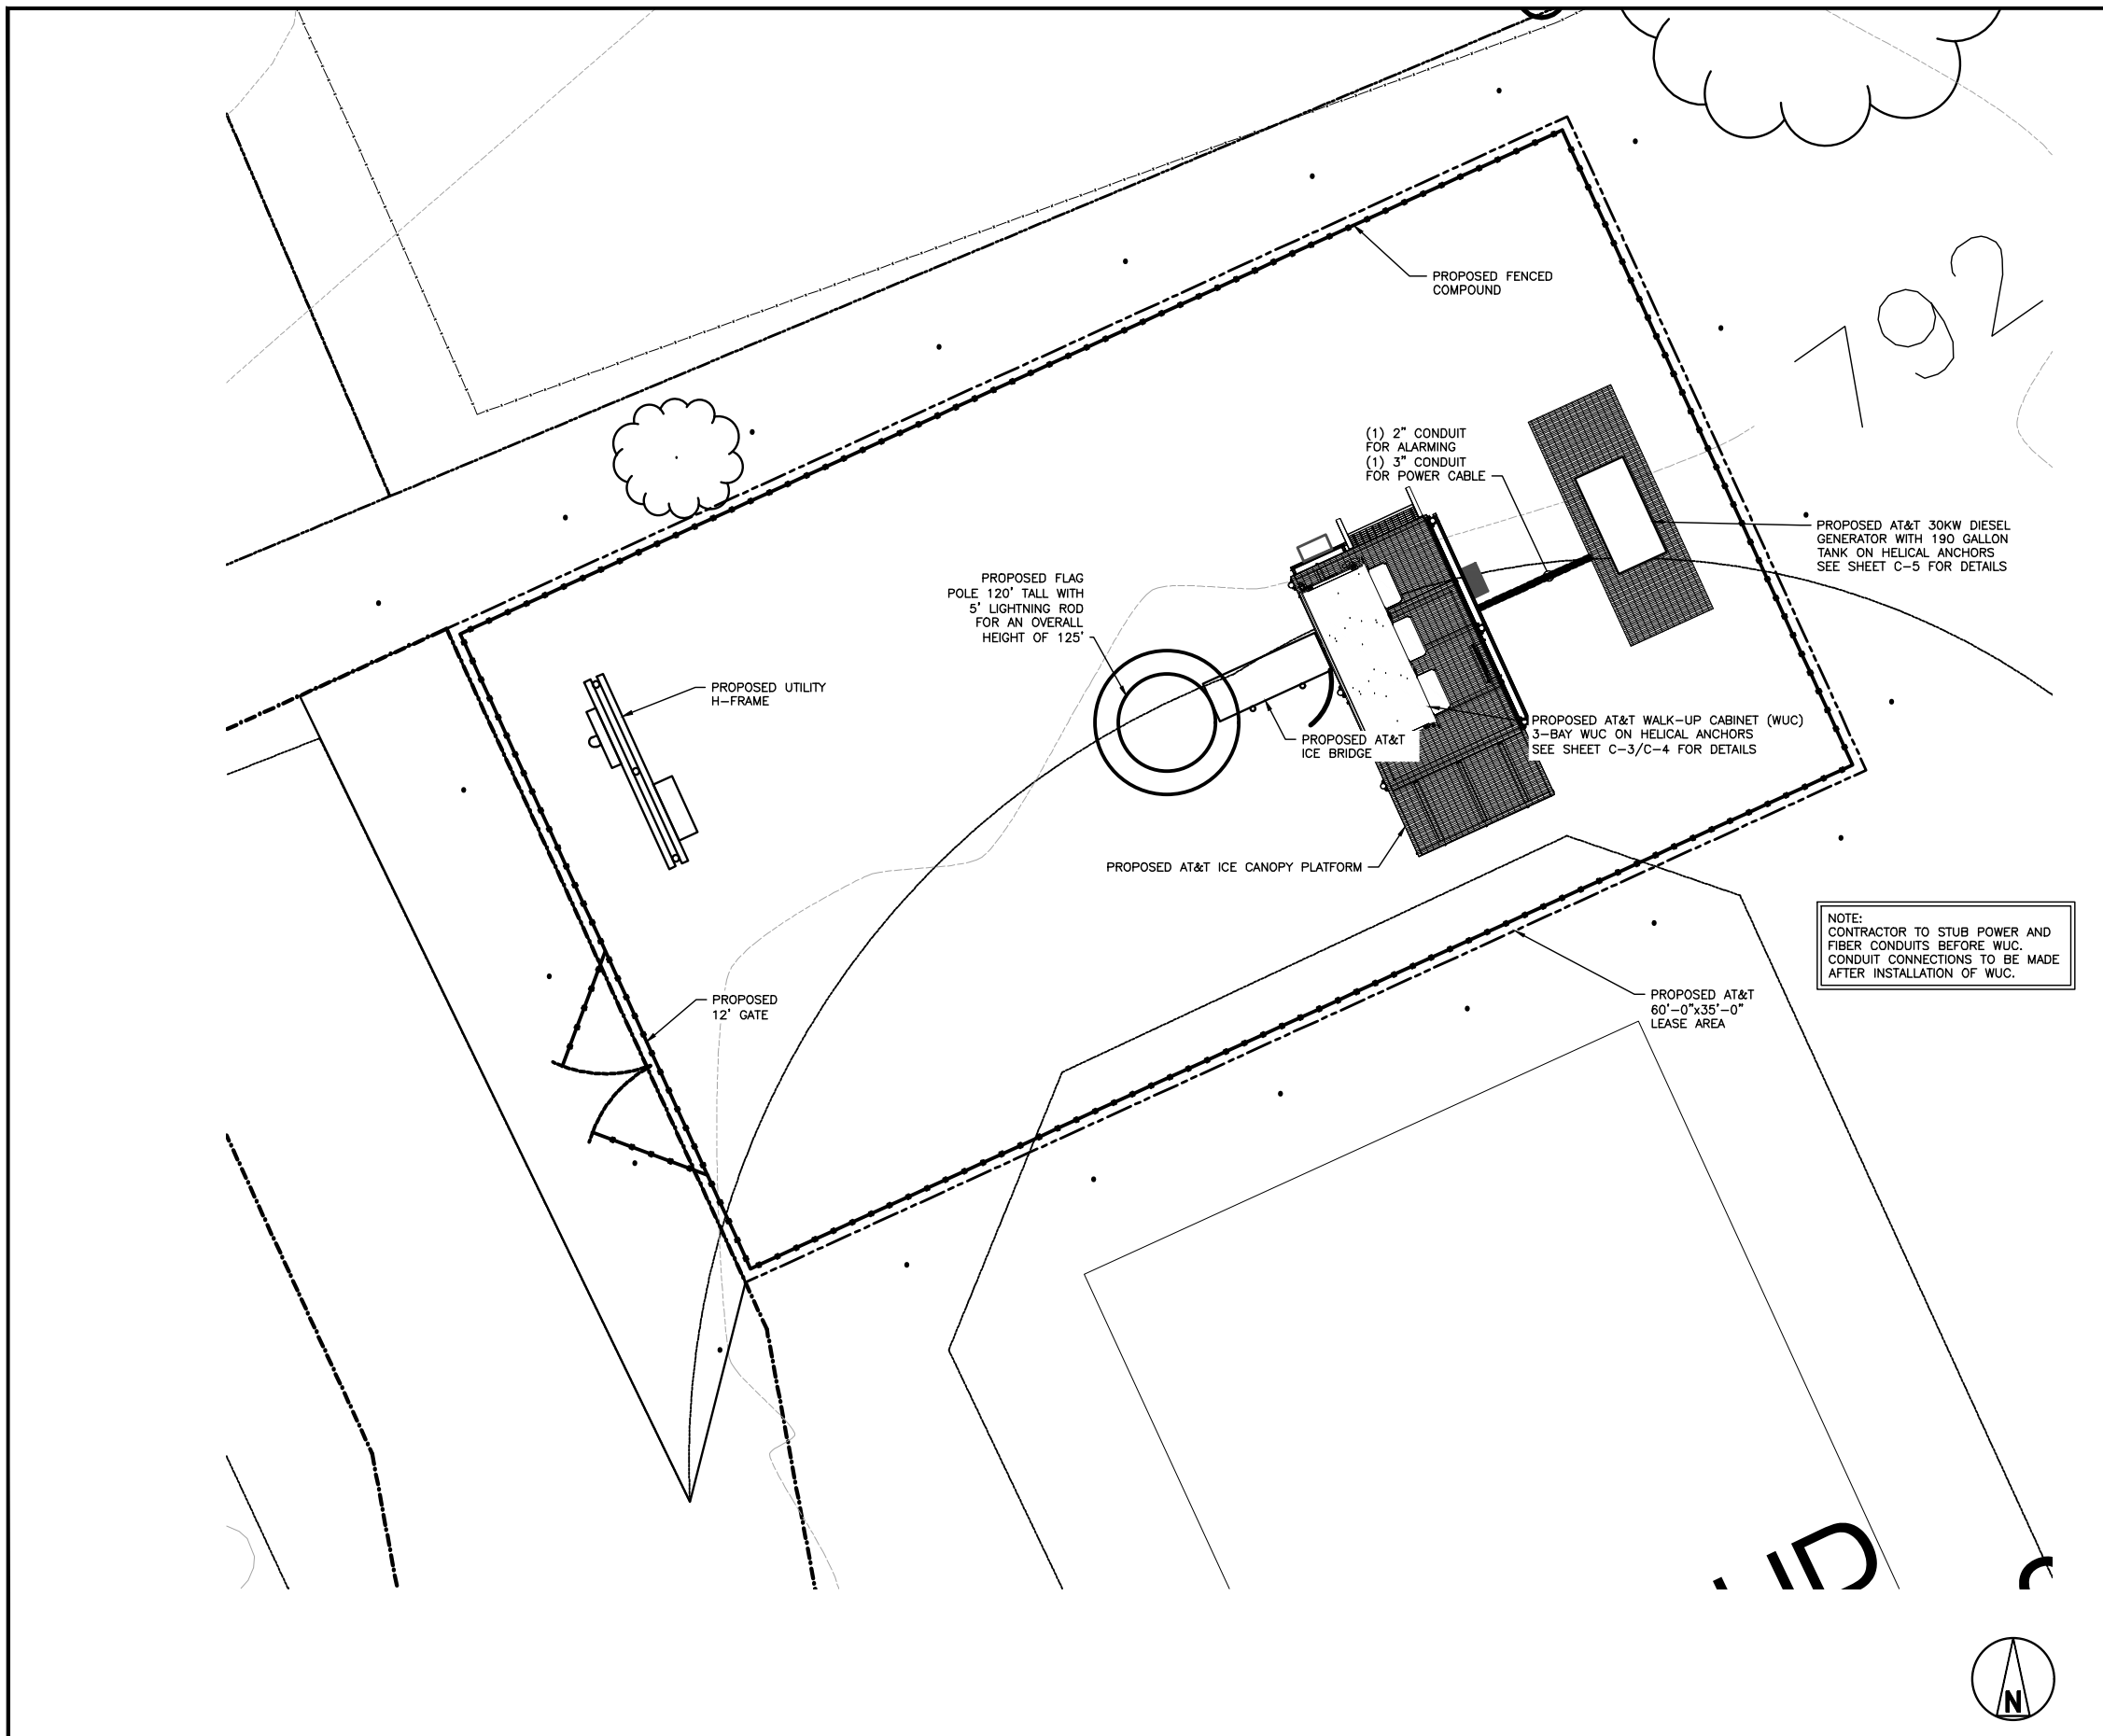 PROPOSED FENCED
COMPOUND
792
(1) 2" CONDUIT
FOR ALARMING
(1) 3" CONDUIT
FOR POWER CABLE
PROPOSED AT&T 30KW DIESEL
GENERATOR WITH 190 GALLON
TANK ON HELICAL ANCHORS
SEE SHEET C-5 FOR DETAILS
PROPOSED FLAG
POLE 120' TALL WITH
5' LIGHTNING ROD
FOR AN OVERALL
HEIGHT OF 125'
PROPOSED UTILITY
H-FRAME
PROPOSED AT&T
ICE BRIDGE
PROPOSED AT&T WALK-UP CABINET (WUC)
3-BAY WUC ON HELICAL ANCHORS
SEE SHEET C-3/C-4 FOR DETAILS
PROPOSED AT&T ICE CANOPY PLATFORM
NOTE:
CONTRACTOR TO STUB POWER AND
FIBER CONDUITS BEFORE WUC.
CONDUIT CONNECTIONS TO BE MADE
AFTER INSTALLATION OF WUC.
PROPOSED
12' GATE
PROPOSED AT&T
60'-0"x35'-0"
LEASE AREA
N